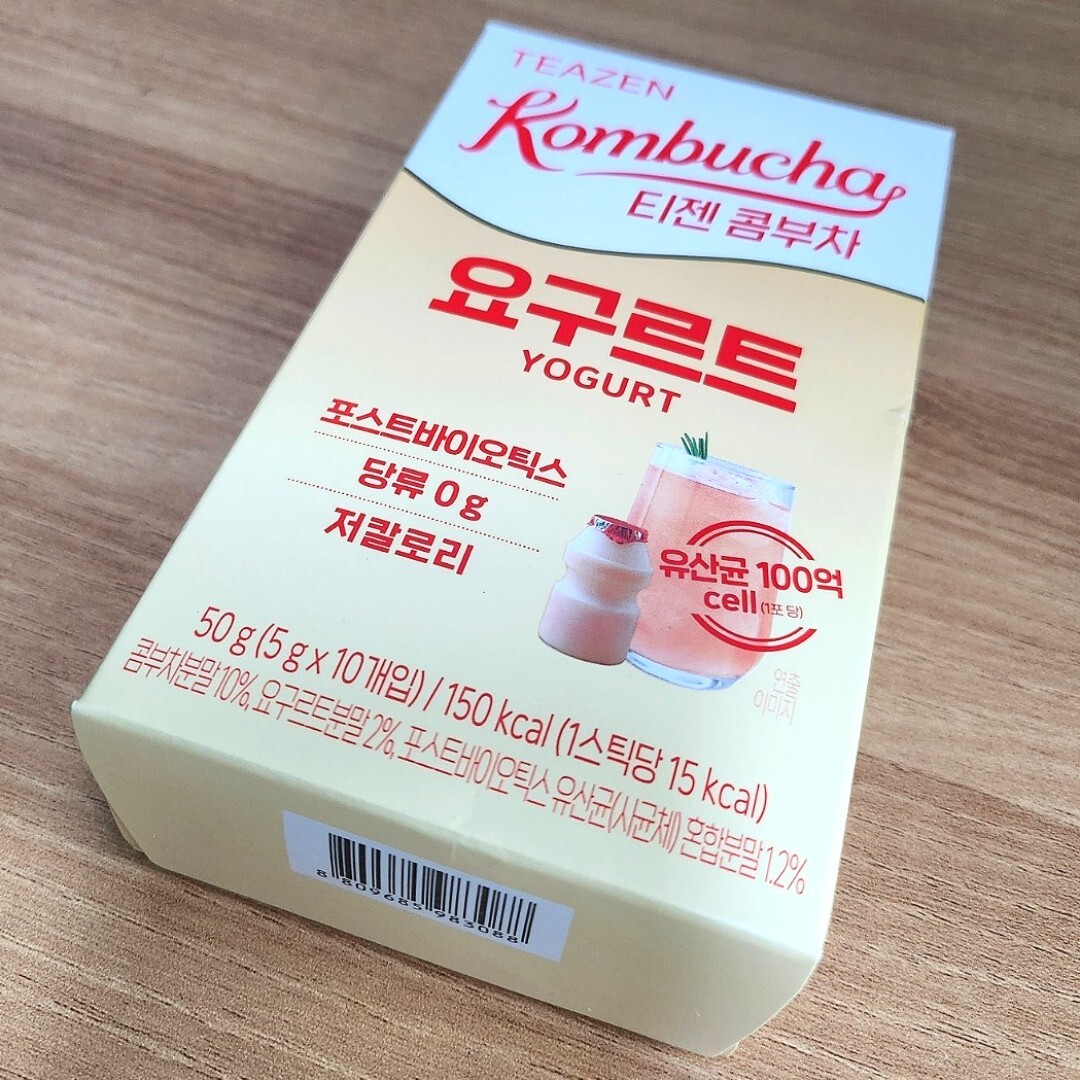 TEAZEN
Kombucha
티젠 콤부차
요구르트
YOGURT
포스트바이오틱스
당류 0 g
저칼로리
유산균 100억
cell (1포 당)
연출
이미지
50 g (5 g x 10개입) / 150 kcal (1스틱당 15 kcal)
콤부차분말 10%, 요구르트분말 2%, 포스트바이오틱스 유산균(사균체) 혼합분말 1.2%
8 809685 983088